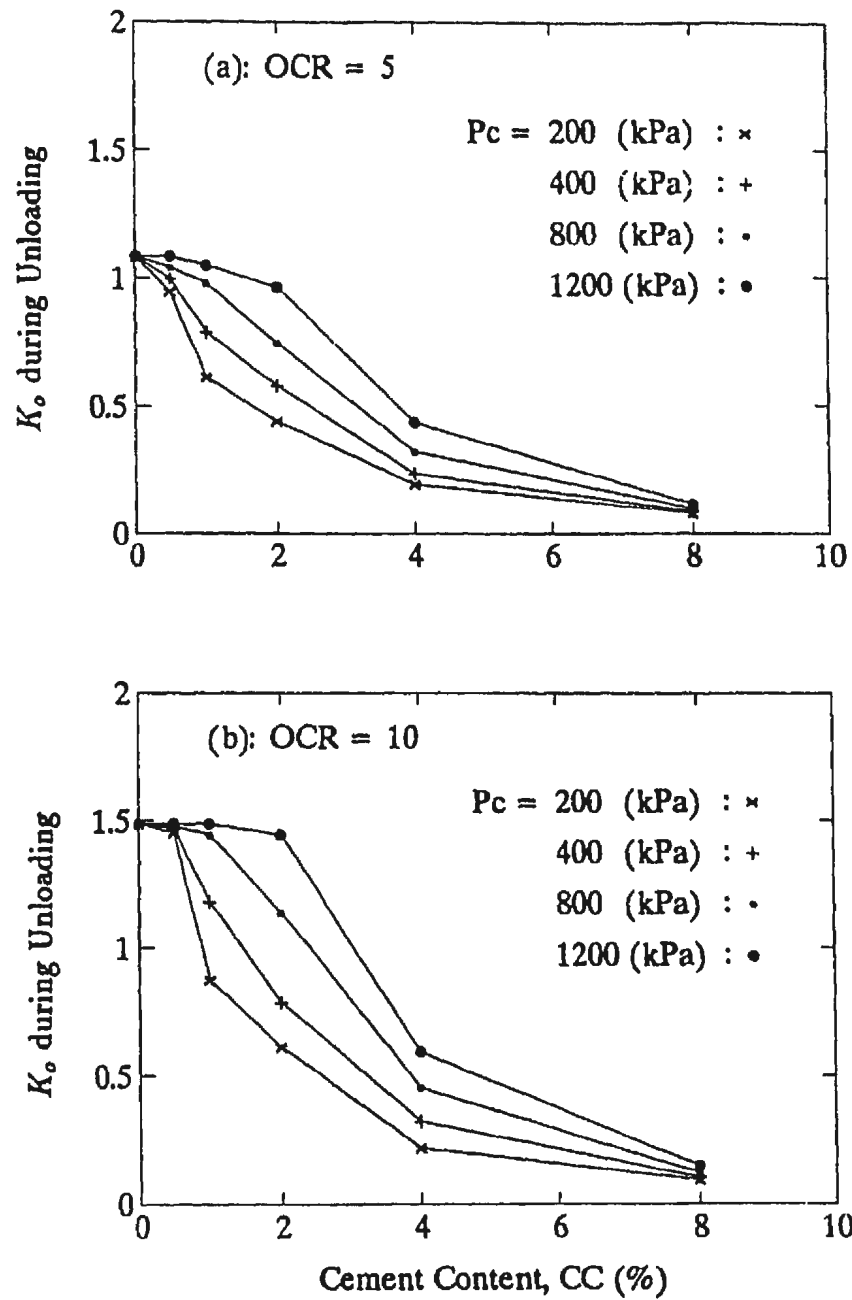 2
(a): OCR = 5
Pc = 200 (kPa) : ×
1.5
400 (kPa) : +
800 (kPa) : •
1
1200 (kPa) : ●
K₀ during Unloading
0.5
0
0 2 4 6 8 10
2
(b): OCR = 10
Pc = 200 (kPa) : ×
1.5
400 (kPa) : +
800 (kPa) : •
1
1200 (kPa) : ●
K₀ during Unloading
0.5
0
0 2 4 6 8 10
Cement Content, CC (%)